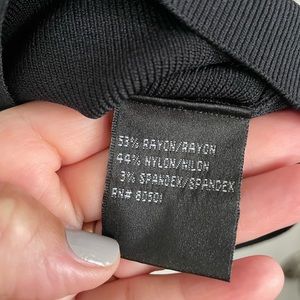 53% RAYON/RAYON
44% NYLON/NILON
3% SPANDEX/SPANDEX
RN# 80501